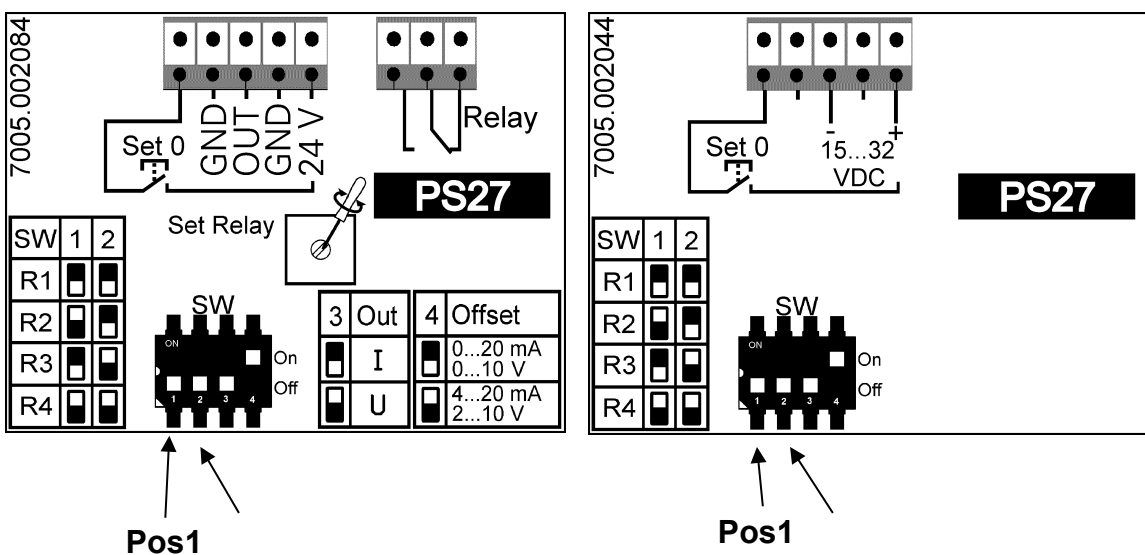 7005.002084
Set 0
GND
OUT
GND
24 V
Relay
PS27
Set Relay
SW 1 2
R1
R2
R3
R4
SW
ON
On
Off
1 2 3 4
3 Out 4 Offset
I 0...20 mA
0...10 V
U 4...20 mA
2...10 V
Pos1
7005.002044
Set 0
- +
15...32
VDC
PS27
SW 1 2
R1
R2
R3
R4
SW
ON
On
Off
1 2 3 4
Pos1